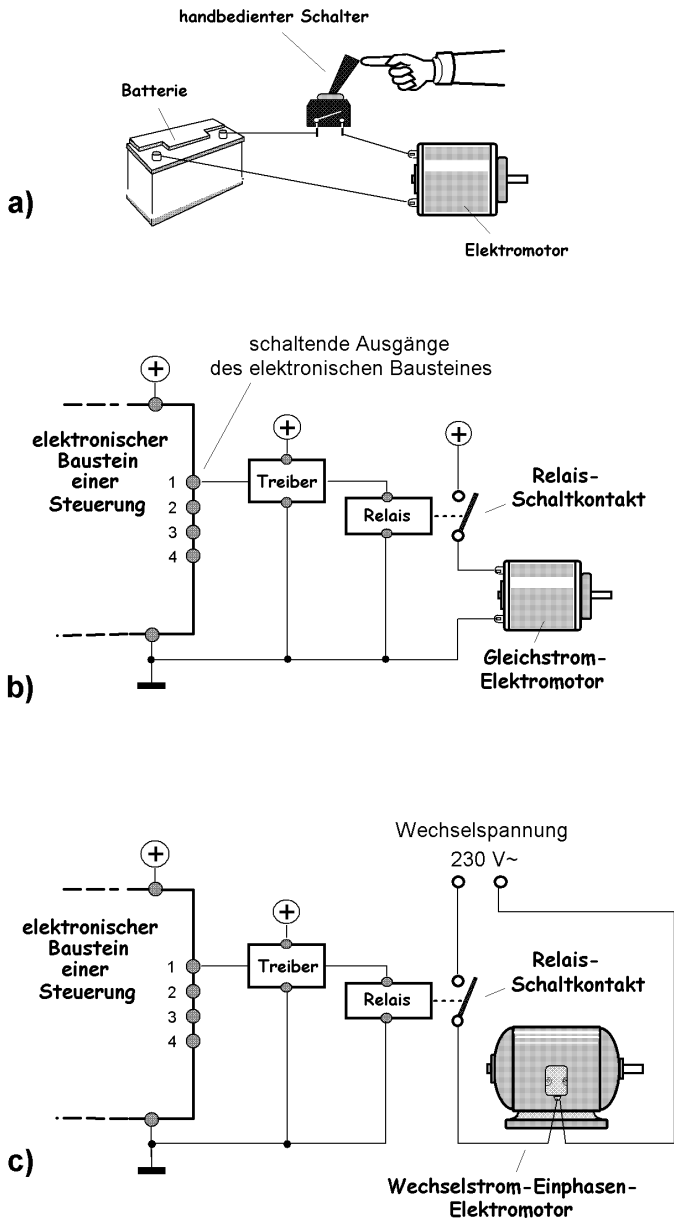 handbedienter Schalter
Batterie
a)
Elektromotor
schaltende Ausgänge
des elektronischen Bausteines
+
elektronischer
Baustein
einer
Steuerung
1
2
3
4
+
Treiber
Relais
+
Relais-
Schaltkontakt
Gleichstrom-
Elektromotor
b)
Wechselspannung
230 V~
+
elektronischer
Baustein
einer
Steuerung
1
2
3
4
+
Treiber
Relais
Relais-
Schaltkontakt
c)
Wechselstrom-Einphasen-
Elektromotor